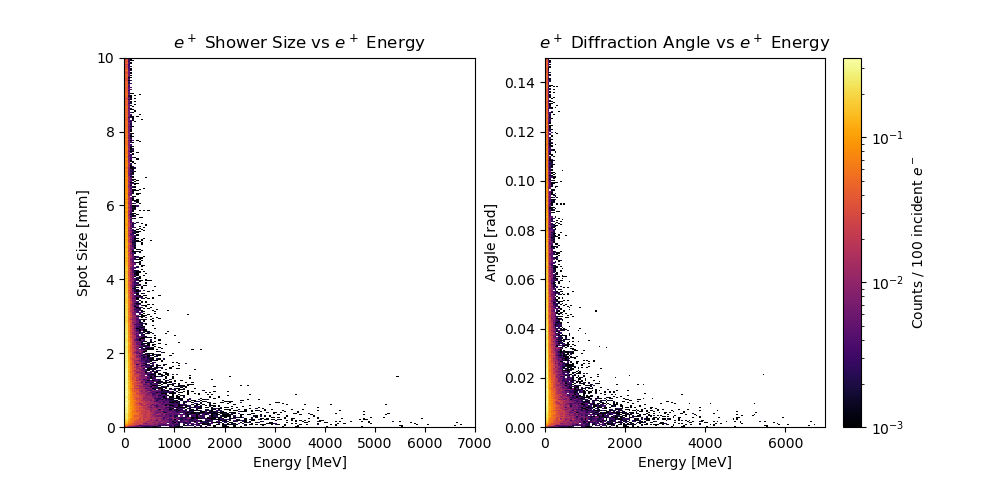 e⁺ Shower Size vs e⁺ Energy
Spot Size [mm]
10
8
6
4
2
0
0 1000 2000 3000 4000 5000 6000 7000
Energy [MeV]
e⁺ Diffraction Angle vs e⁺ Energy
Angle [rad]
0.14
0.12
0.10
0.08
0.06
0.04
0.02
0.00
0 2000 4000 6000
Energy [MeV]
10⁻¹
10⁻²
10⁻³
Counts / 100 incident e⁻